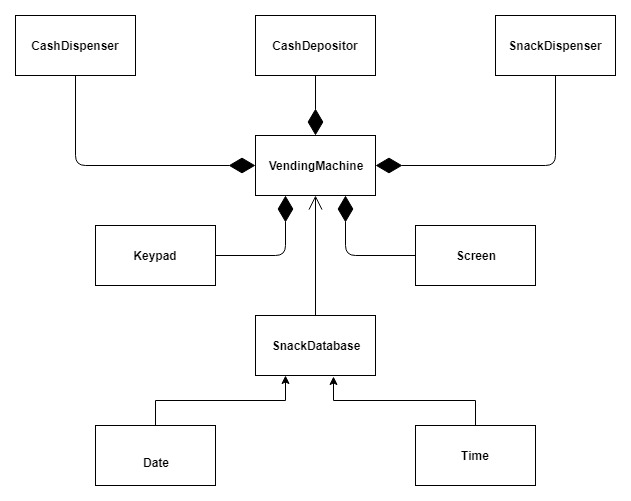 CashDispenser
CashDepositor
SnackDispenser
VendingMachine
Keypad
Screen
SnackDatabase
Date
Time